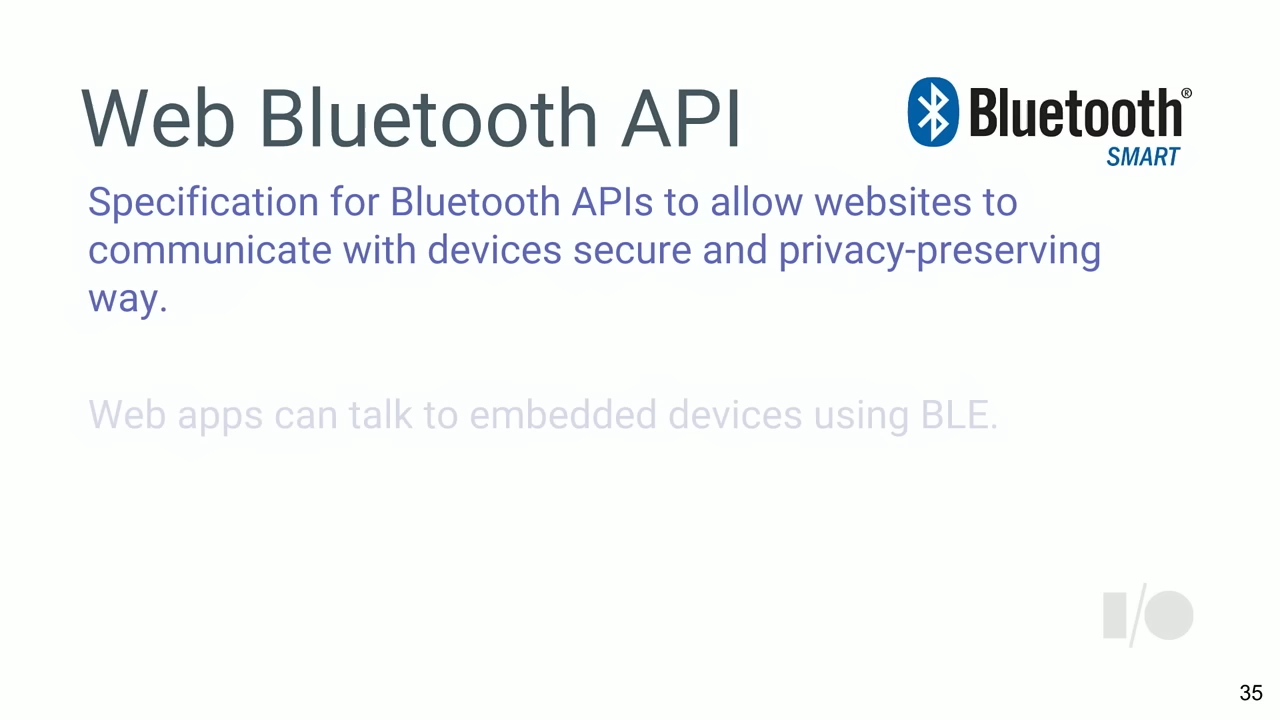 Web Bluetooth API
Bluetooth®
SMART
Specification for Bluetooth APIs to allow websites to
communicate with devices secure and privacy-preserving
way.
Web apps can talk to embedded devices using BLE.
I/O
35